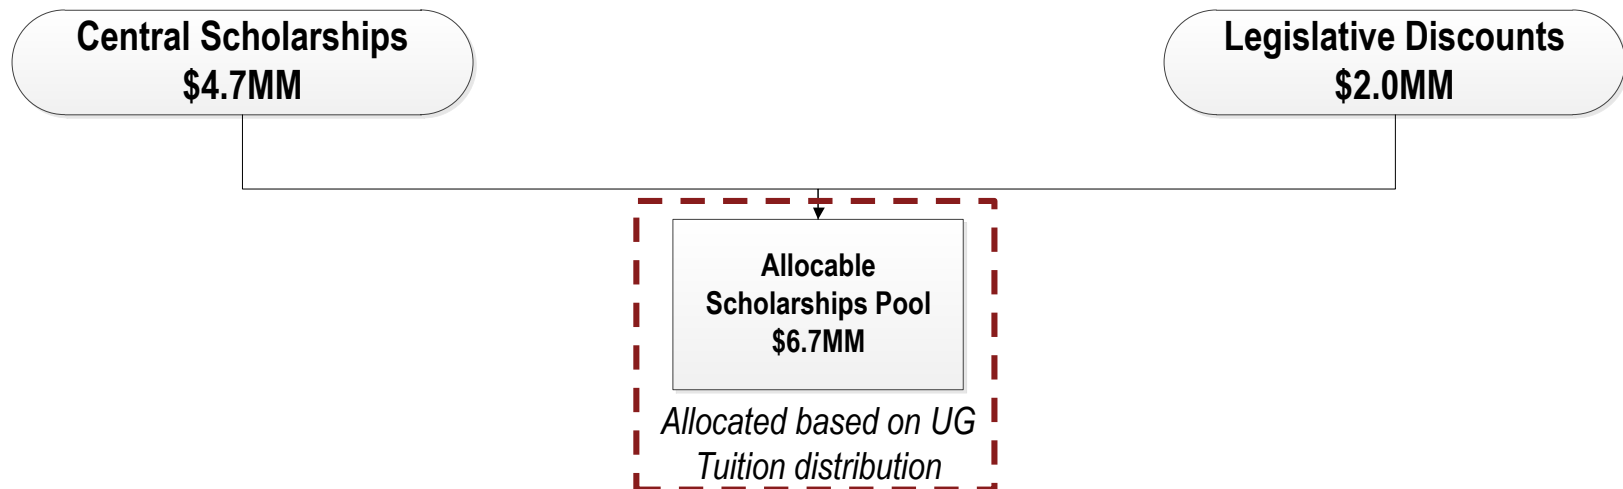 Central Scholarships
$4.7MM
Legislative Discounts
$2.0MM
Allocable
Scholarships Pool
$6.7MM
Allocated based on UG
Tuition distribution